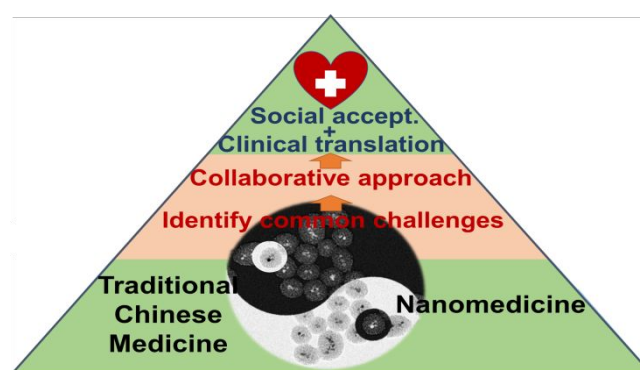 Social accept.
+
Clinical translation
Collaborative approach
Identify common challenges
Traditional
Chinese
Medicine
Nanomedicine